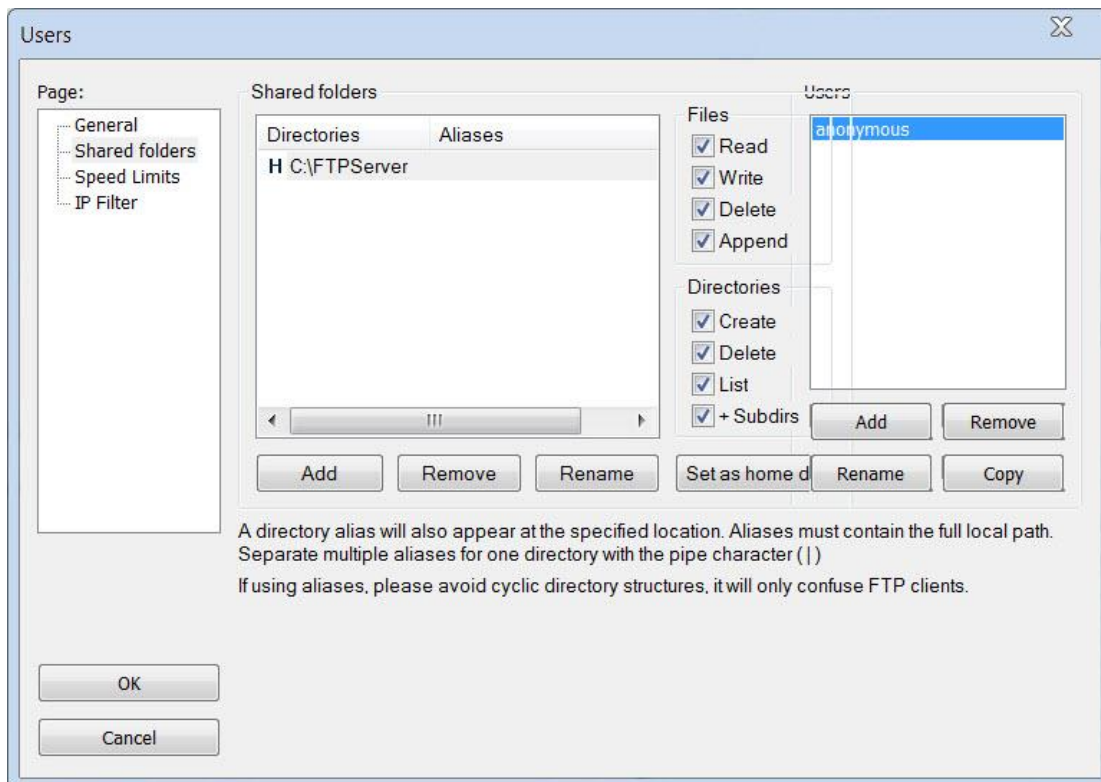 Users
Page:
General
Shared folders
Speed Limits
IP Filter
Shared folders
Directories Aliases
H C:\FTPServer
Files
Read
Write
Delete
Append
Directories
Create
Delete
List
+ Subdirs
Users
anonymous
Add Remove
Rename Copy
Add Remove Rename Set as home d
A directory alias will also appear at the specified location. Aliases must contain the full local path.
Separate multiple aliases for one directory with the pipe character ( | )
If using aliases, please avoid cyclic directory structures, it will only confuse FTP clients.
OK
Cancel